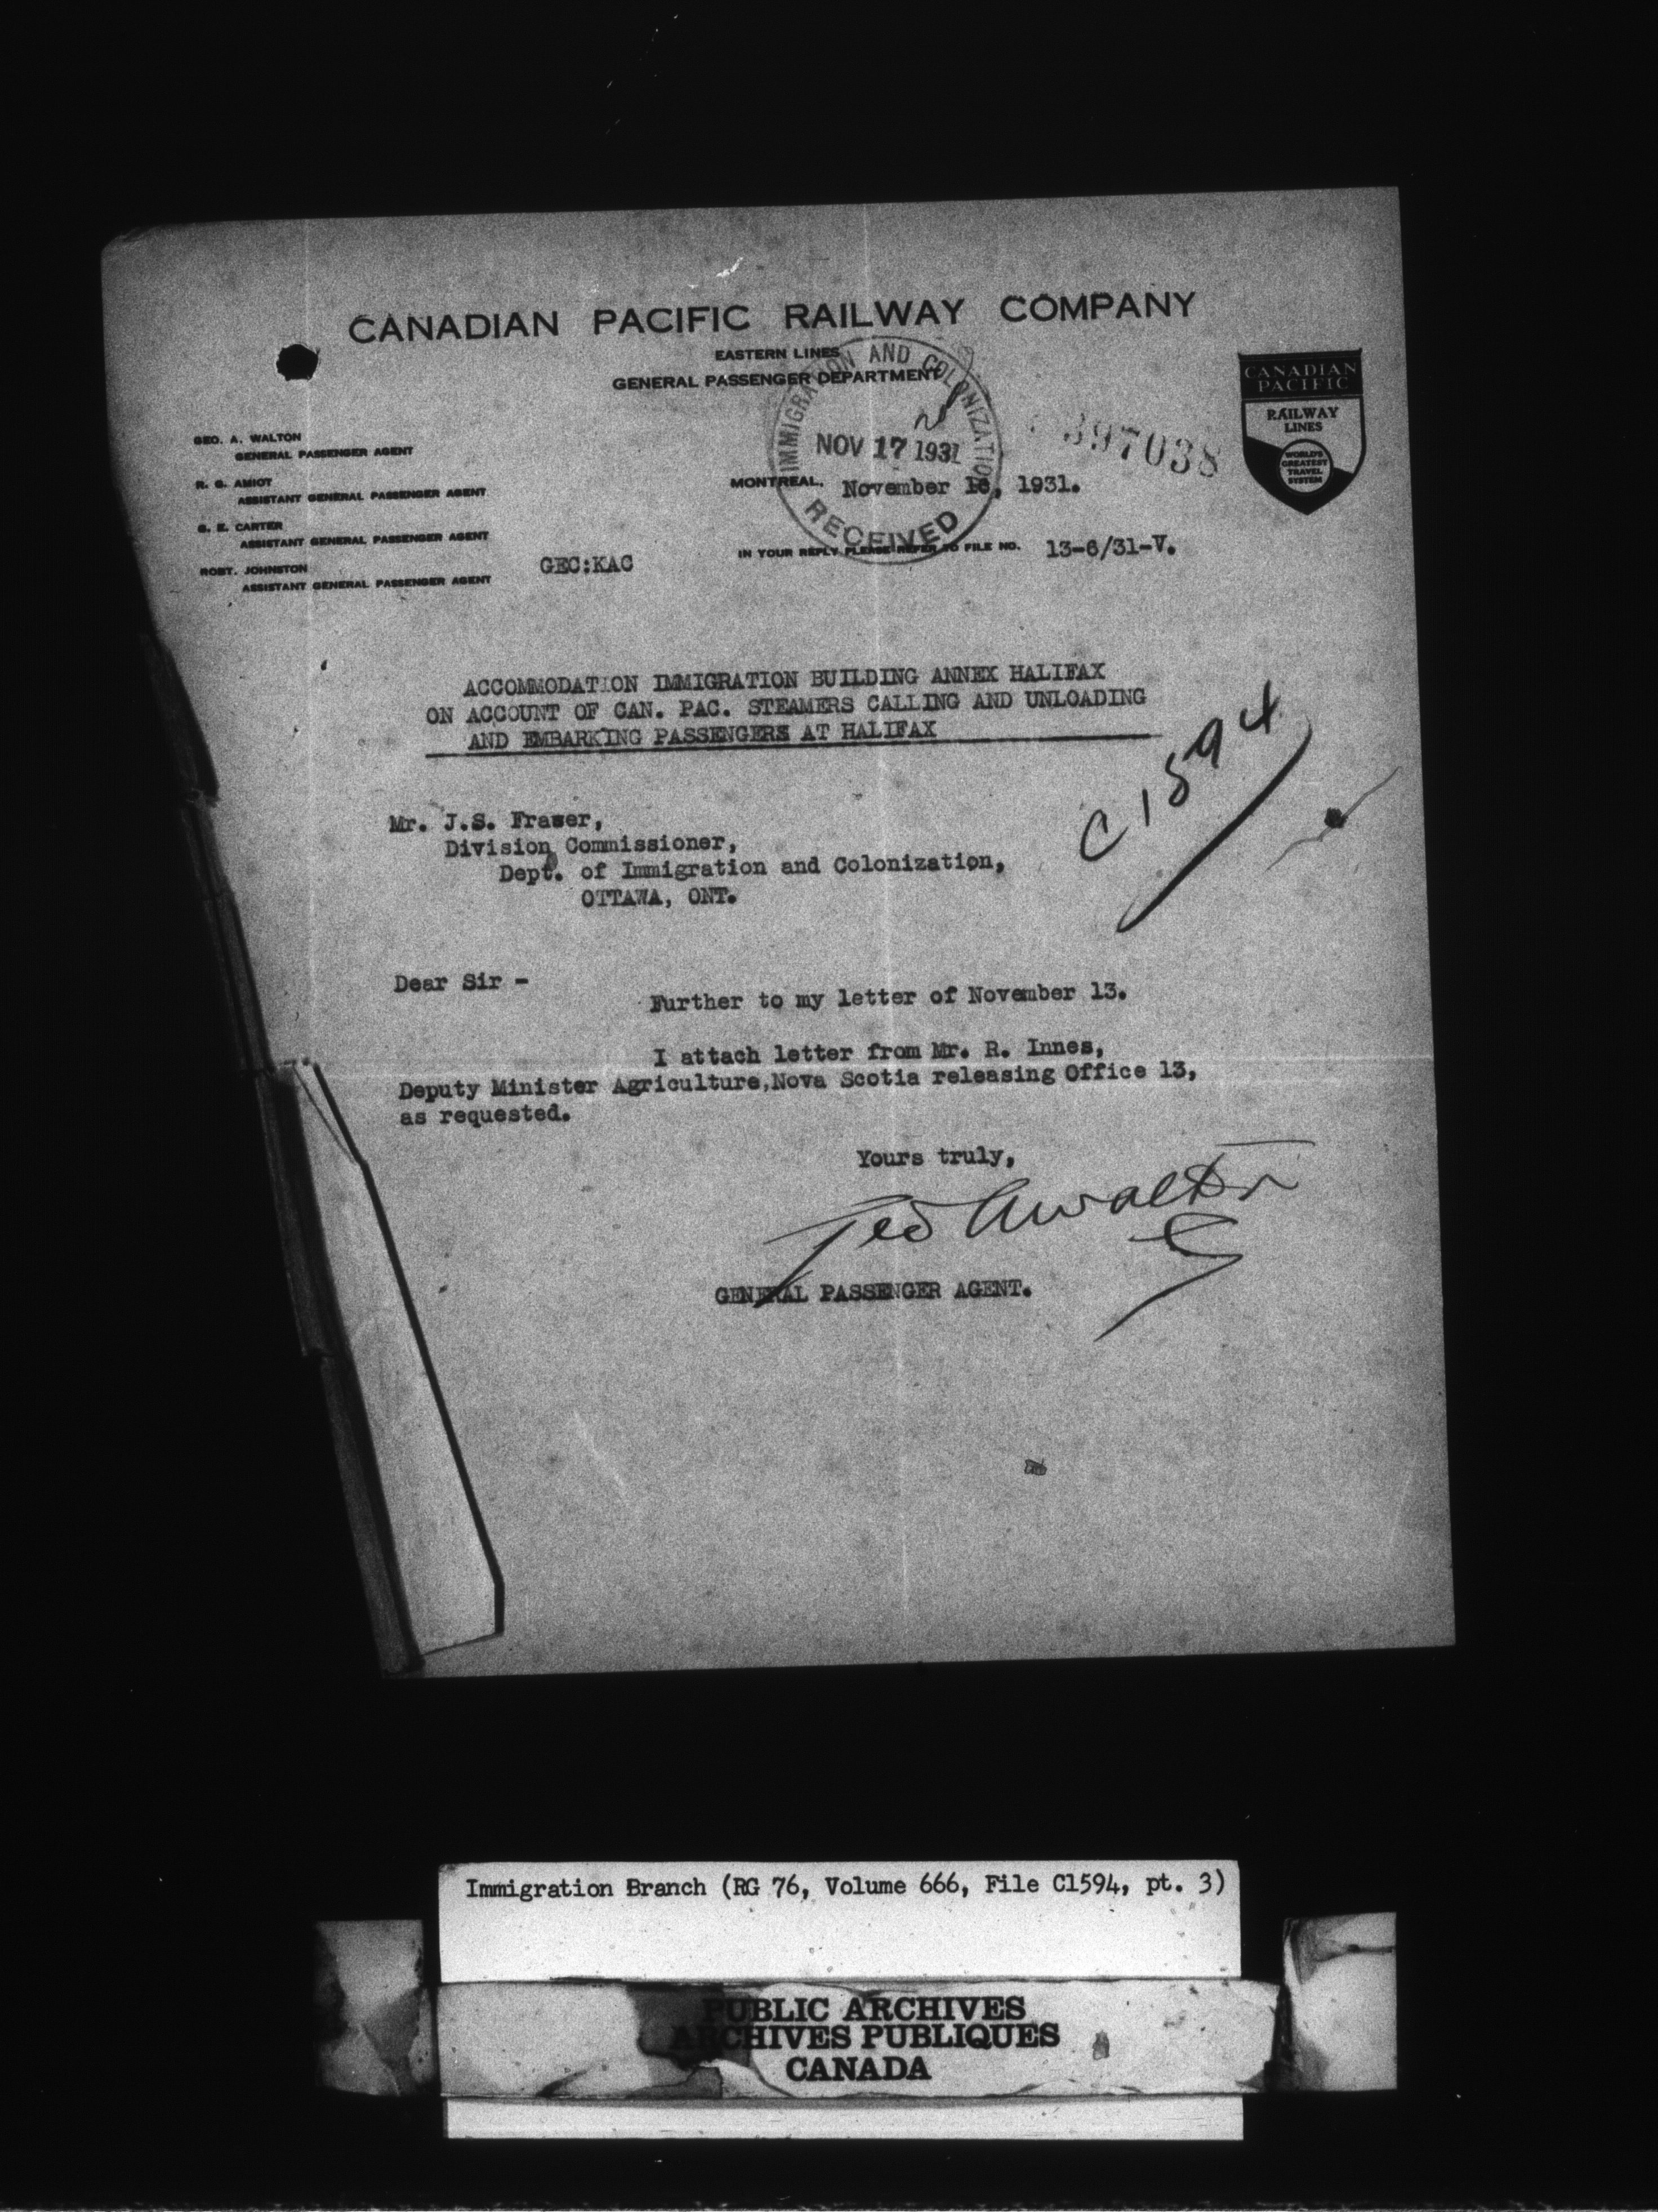 CANADIAN PACIFIC RAILWAY COMPANY
EASTERN LINES
GENERAL PASSENGER DEPARTMENT
CANADIAN
PACIFIC
RAILWAY
LINES
WORLD'S
GREATEST
TRAVEL
SYSTEM
IMMIGRATION AND COLONIZATION
NOV 17 1931
RECEIVED
397038
GEO. A. WALTON
GENERAL PASSENGER AGENT
R. G. AMIOT
ASSISTANT GENERAL PASSENGER AGENT
G. E. CARTER
ASSISTANT GENERAL PASSENGER AGENT
ROBT. JOHNSTON
ASSISTANT GENERAL PASSENGER AGENT
MONTREAL, November 16, 1931.
IN YOUR REPLY PLEASE REFER TO FILE NO. 13-6/31-V.
GEC:KAC
ACCOMMODATION IMMIGRATION BUILDING ANNEX HALIFAX
ON ACCOUNT OF CAN. PAC. STEAMERS CALLING AND UNLOADING
AND EMBARKING PASSENGERS AT HALIFAX
C1594
Mr. J.S. Fraser,
Division Commissioner,
Dept. of Immigration and Colonization,
OTTAWA, ONT.
Dear Sir -
Further to my letter of November 13.
I attach letter from Mr. R. Innes,
Deputy Minister Agriculture,Nova Scotia releasing Office 13,
as requested.
Yours truly,
Geo A Walton
GENERAL PASSENGER AGENT.
Immigration Branch (RG 76, Volume 666, File C1594, pt. 3)
PUBLIC ARCHIVES
ARCHIVES PUBLIQUES
CANADA